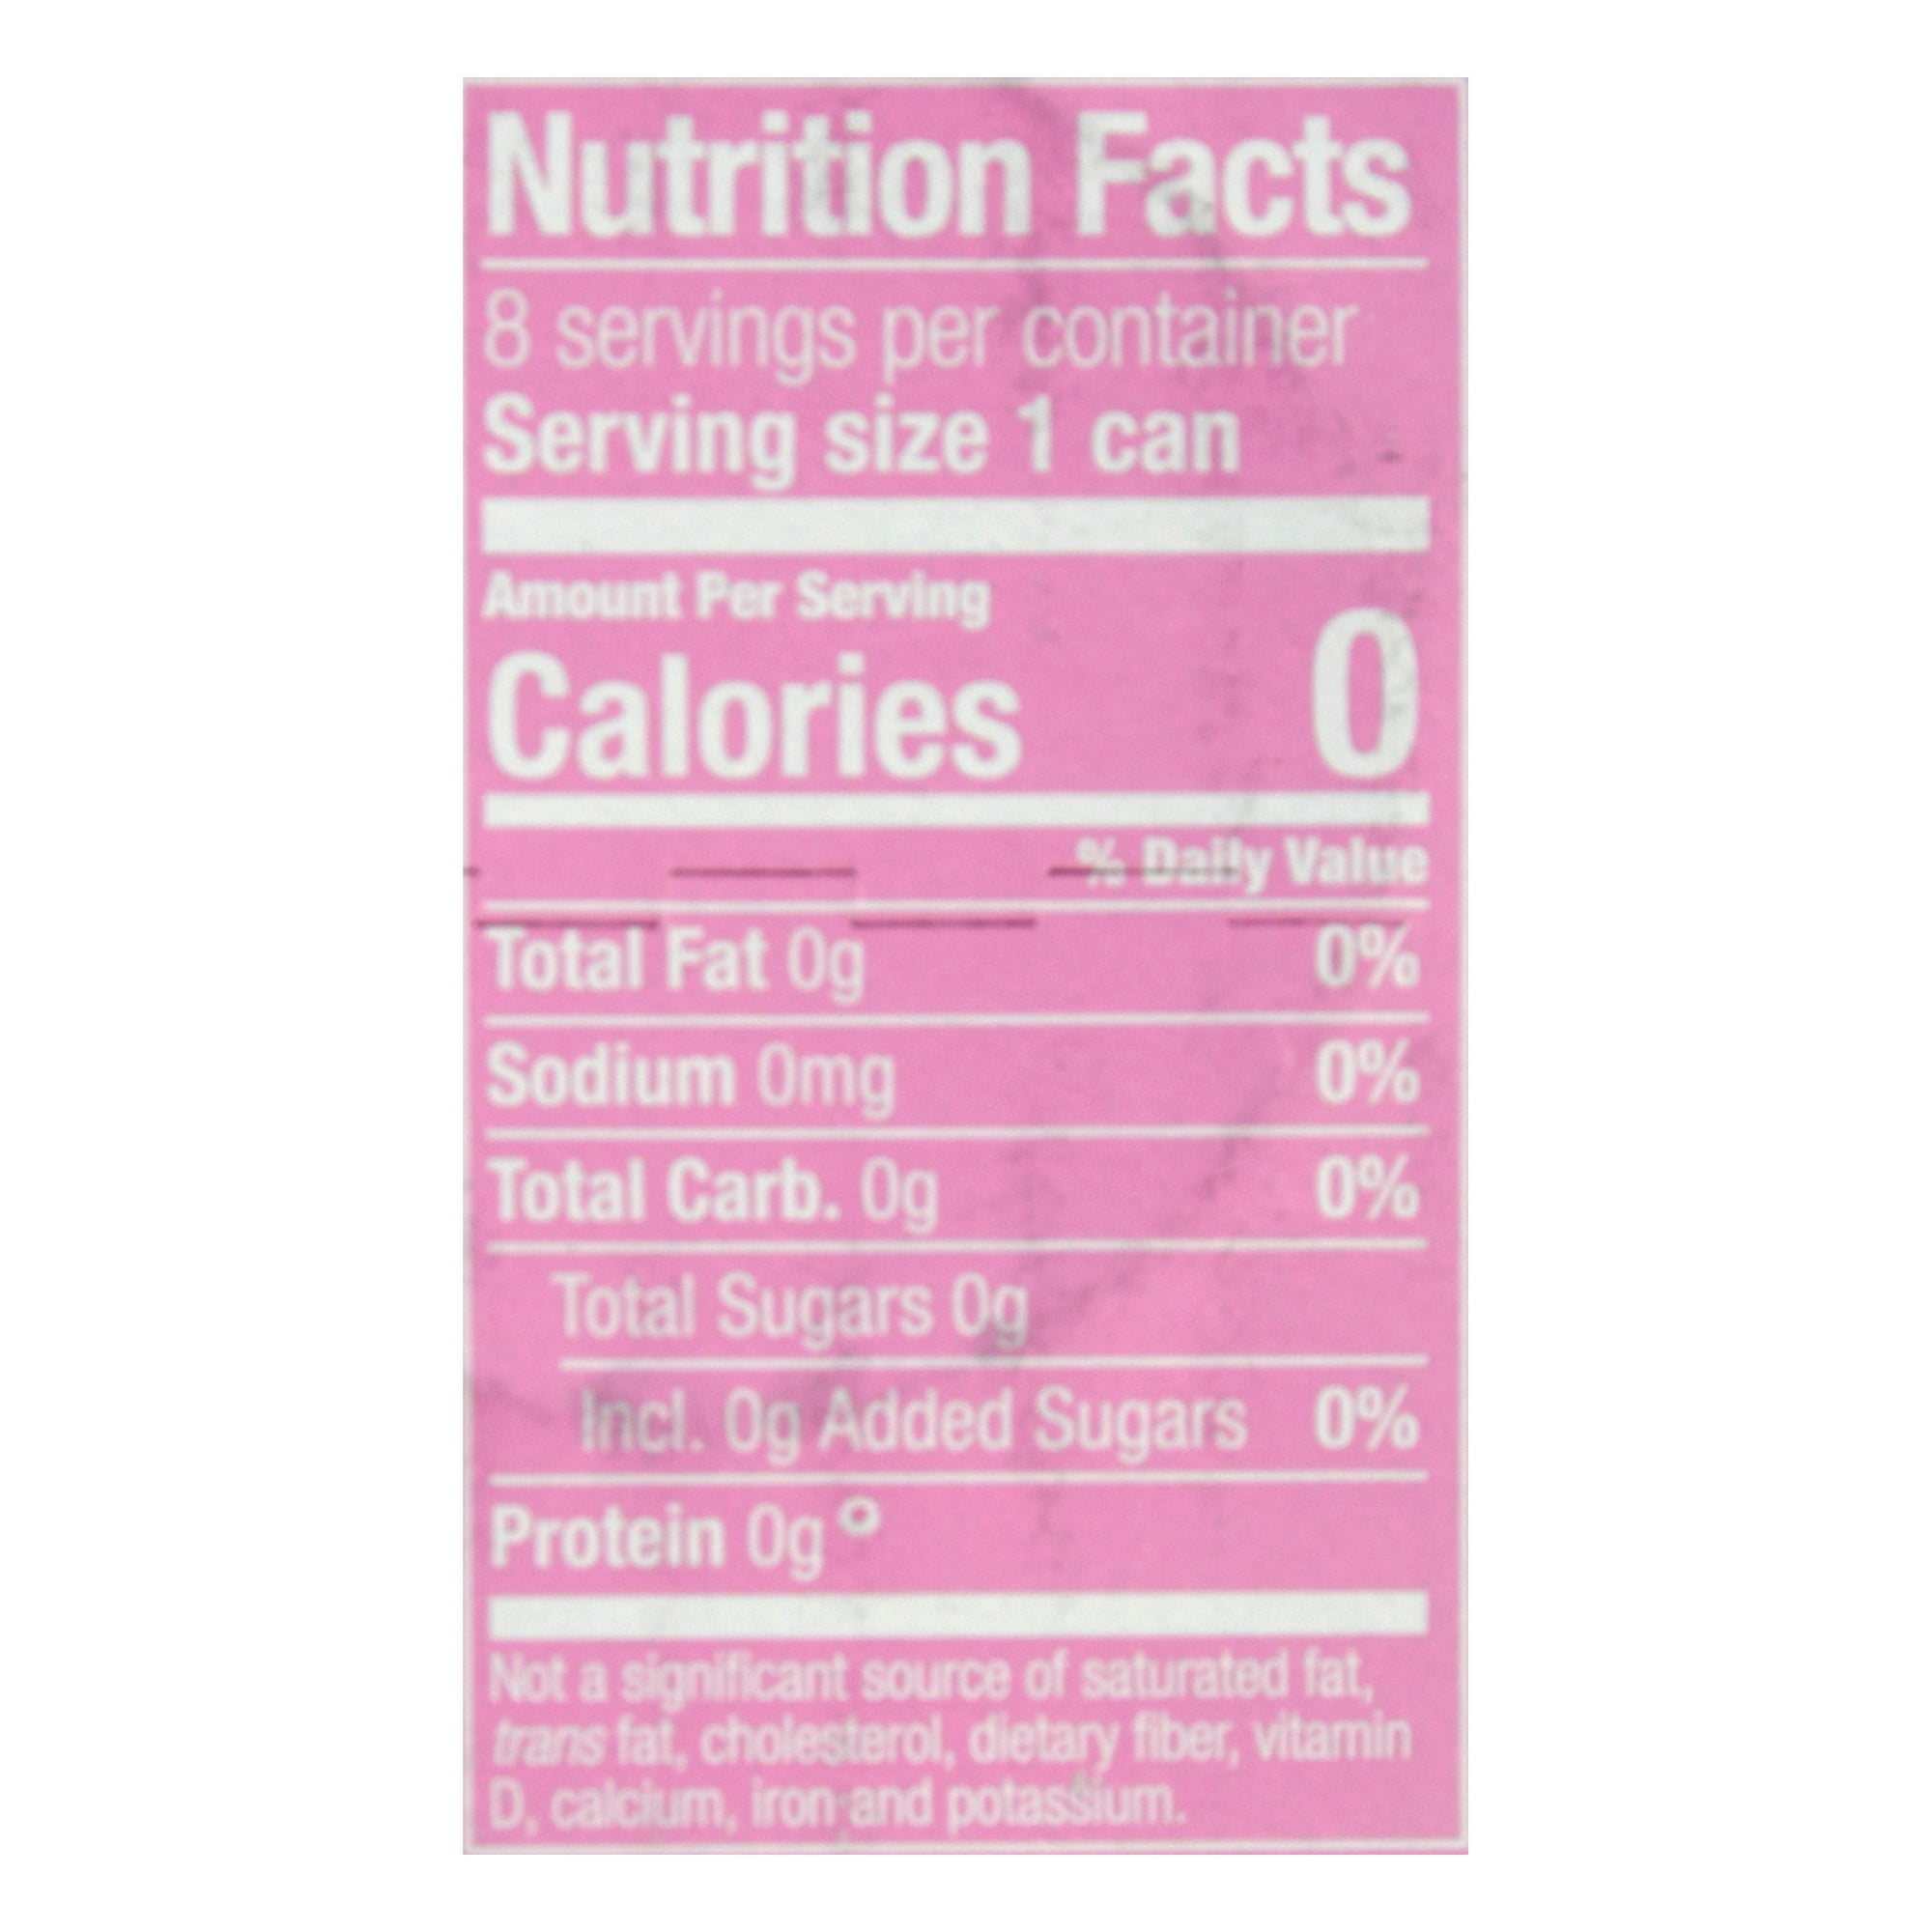 Nutrition Facts
8 servings per container
Serving size 1 can
Amount Per Serving
Calories 0
% Daily Value
Total Fat 0g 0%
Sodium 0mg 0%
Total Carb. 0g 0%
Total Sugars 0g
Incl. 0g Added Sugars 0%
Protein 0g°
Not a significant source of saturated fat,
trans fat, cholesterol, dietary fiber, vitamin
D, calcium, iron and potassium.